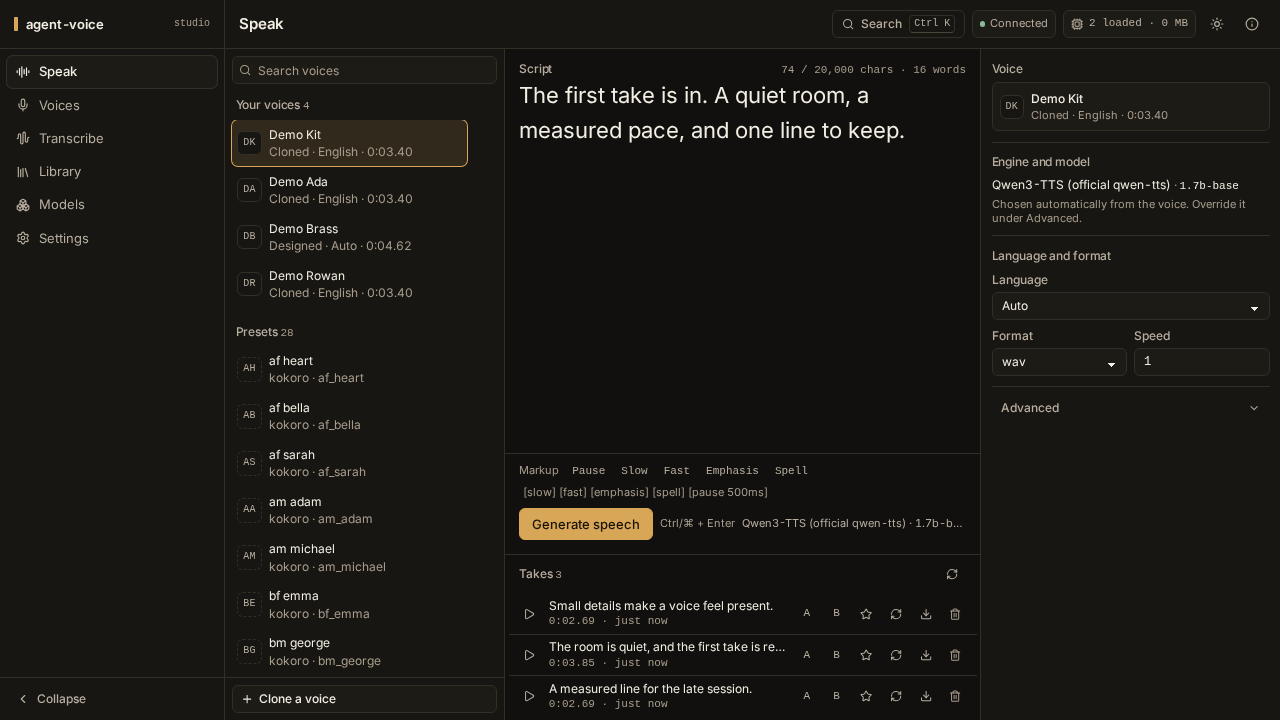 agent-voice
studio
Speak
Search Ctrl K
Connected
2 loaded · 0 MB
Speak
Voices
Transcribe
Library
Models
Settings
Collapse
Search voices
Your voices 4
DK
Demo Kit
Cloned · English · 0:03.40
DA
Demo Ada
Cloned · English · 0:03.40
DB
Demo Brass
Designed · Auto · 0:04.62
DR
Demo Rowan
Cloned · English · 0:03.40
Presets 28
AH
af heart
kokoro · af_heart
AB
af bella
kokoro · af_bella
AS
af sarah
kokoro · af_sarah
AA
am adam
kokoro · am_adam
AM
am michael
kokoro · am_michael
BE
bf emma
kokoro · bf_emma
BG
bm george
kokoro · bm_george
+ Clone a voice
Script
74 / 20,000 chars · 16 words
The first take is in. A quiet room, a
measured pace, and one line to keep.
Markup Pause Slow Fast Emphasis Spell
[slow] [fast] [emphasis] [spell] [pause 500ms]
Generate speech
Ctrl/⌘ + Enter
Qwen3-TTS (official qwen-tts) · 1.7b-b…
Takes 3
Small details make a voice feel present.
0:02.69 · just now
A B
The room is quiet, and the first take is re…
0:03.85 · just now
A B
A measured line for the late session.
0:02.69 · just now
A B
Voice
DK
Demo Kit
Cloned · English · 0:03.40
Engine and model
Qwen3-TTS (official qwen-tts) · 1.7b-base
Chosen automatically from the voice. Override it
under Advanced.
Language and format
Language
Auto
Format
Speed
wav
1
Advanced